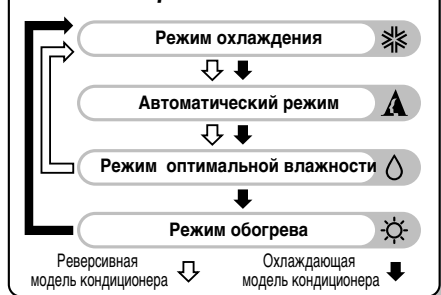 Режим охлаждения
Автоматический режим
Режим оптимальной влажности
Режим обогрева
Реверсивная
модель кондиционера
Охлаждающая
модель кондиционера